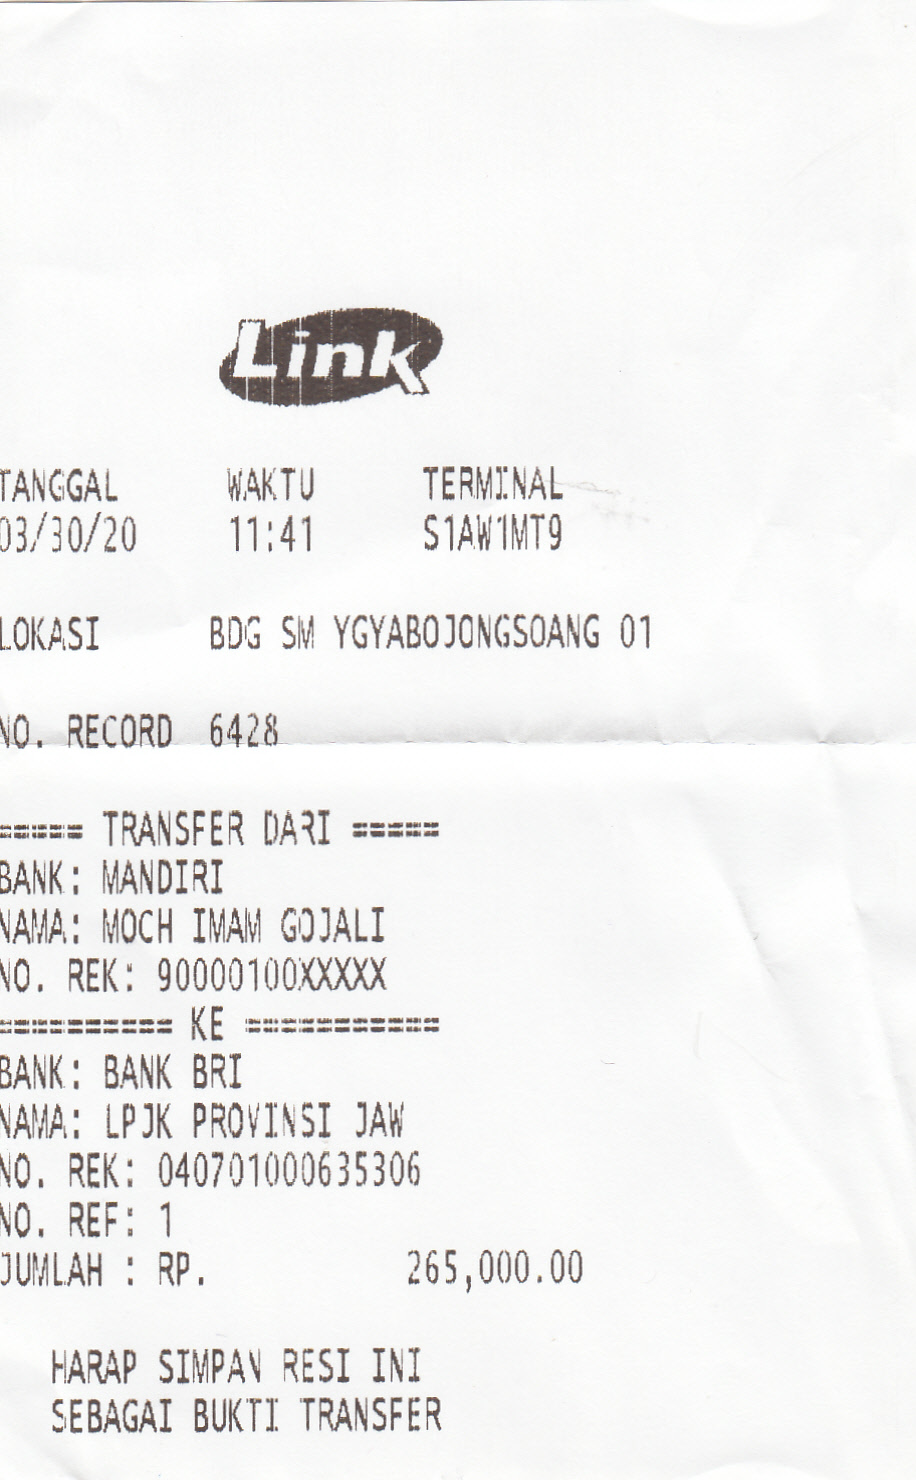 Link
TANGGAL WAKTU TERMINAL
03/30/20 11:41 S1AW1MT9
LOKASI BDG SM YGYABOJONGSOANG 01
NO. RECORD 6428
===== TRANSFER DARI =====
BANK: MANDIRI
NAMA: MOCH IMAM GOJALI
NO. REK: 90000100XXXXX
========== KE ===========
BANK: BANK BRI
NAMA: LPJK PROVINSI JAW
NO. REK: 040701000635306
NO. REF: 1
JUMLAH : RP. 265,000.00
HARAP SIMPAN RESI INI
SEBAGAI BUKTI TRANSFER